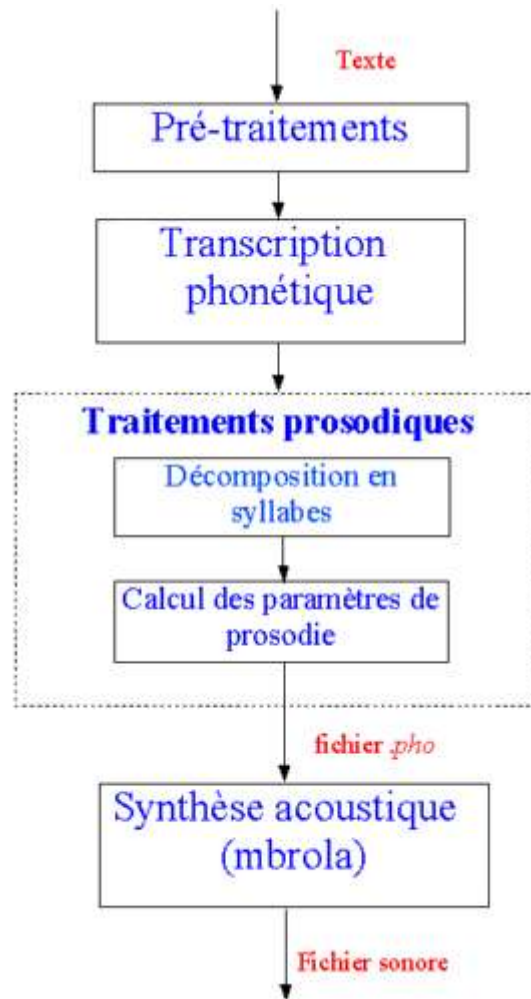 Texte
Pré-traitements
Transcription
phonétique
Traitements prosodiques
Décomposition en
syllabes
Calcul des paramètres de
prosodie
fichier .pho
Synthèse acoustique
(mbrola)
Fichier sonore